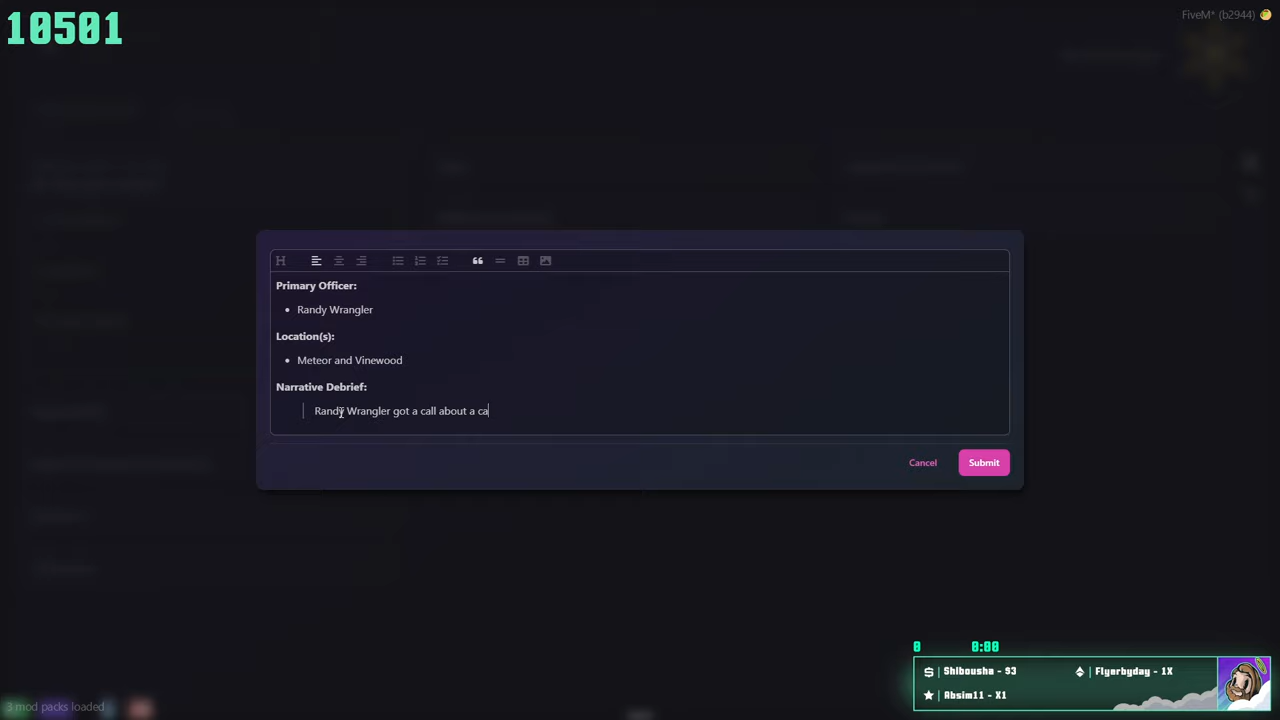 10501
FiveM* (b2944)
Primary Officer:
Randy Wrangler
Location(s):
Meteor and Vinewood
Narrative Debrief:
Randy Wrangler got a call about a ca
Cancel
Submit
0 0:00
Shlbousha - 93
Flyerbyday - 1X
Absim11 - X1
3 mod packs loaded